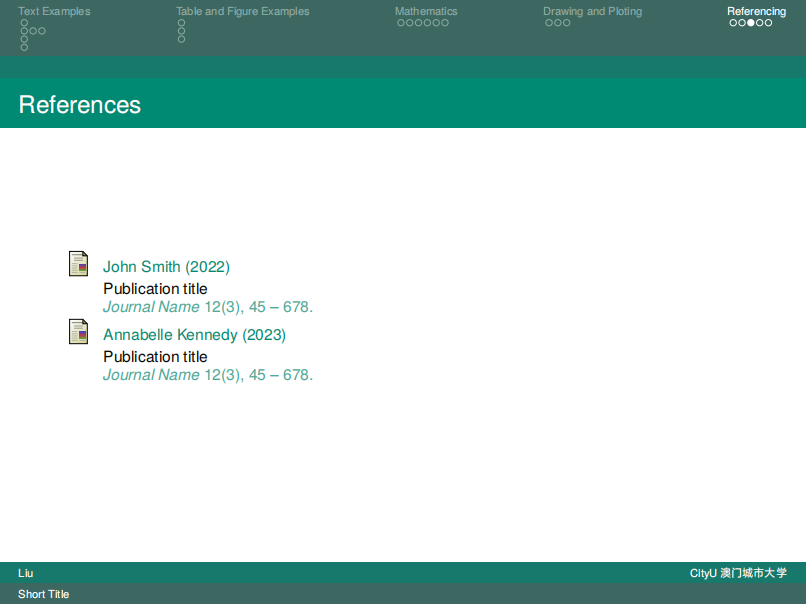 Text Examples
Table and Figure Examples
Mathematics
Drawing and Ploting
Referencing
References
John Smith (2022)
Publication title
Journal Name 12(3), 45 – 678.
Annabelle Kennedy (2023)
Publication title
Journal Name 12(3), 45 – 678.
Liu
CityU 澳门城市大学
Short Title